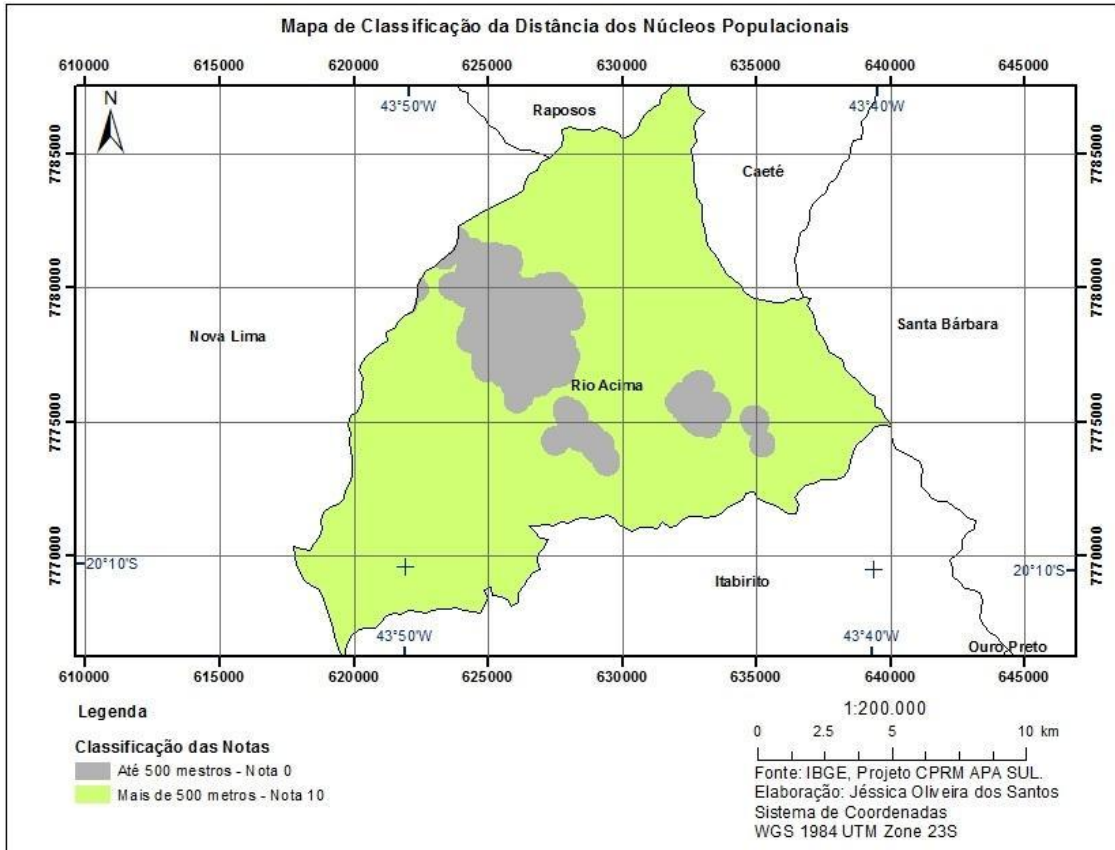 Mapa de Classificação da Distância dos Núcleos Populacionais
610000 615000 620000 625000 630000 635000 640000 645000
N
43°50'W
43°40'W
Raposos
7785000
7785000
Caeté
7780000
7780000
Nova Lima
Santa Bárbara
Rio Acima
7775000
7775000
7770000
7770000
20°10'S
20°10'S
Itabirito
43°50'W
43°40'W
Ouro Preto
610000 615000 620000 625000 630000 635000 640000 645000
Legenda
Classificação das Notas
Até 500 mestros - Nota 0
Mais de 500 metros - Nota 10
1:200.000
0 2.5 5 10 km
Fonte: IBGE, Projeto CPRM APA SUL.
Elaboração: Jéssica Oliveira dos Santos
Sistema de Coordenadas
WGS 1984 UTM Zone 23S